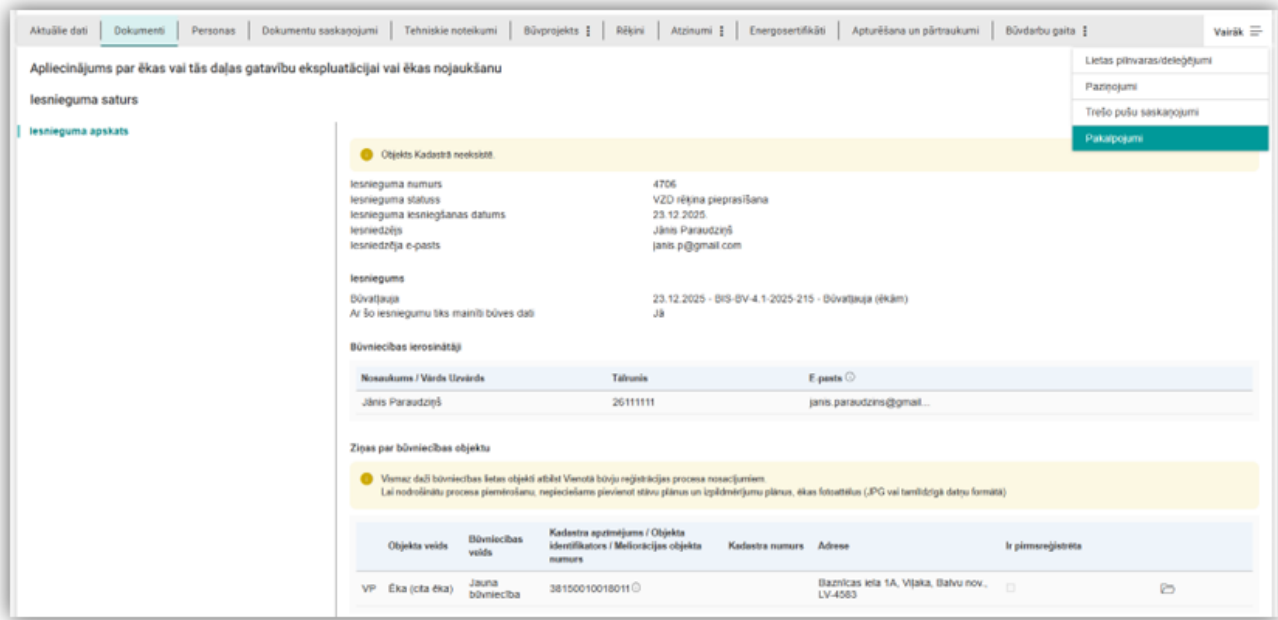 Aktuālie dati
Dokumenti
Personas
Dokumentu saskaņojumi
Tehniskie noteikumi
Būvprojekts
Rēķini
Atzinumi
Energosertifikāti
Apturēšana un pārtraukumi
Būvdarbu gaita
Vairāk
Lietas pilnvaras/deleģējumi
Paziņojumi
Trešo pušu saskaņojumi
Pakalpojumi
Apliecinājums par ēkas vai tās daļas gatavību ekspluatācijai vai ēkas nojaukšanu
Iesnieguma saturs
Iesnieguma apskats
Objekts Kadastrā neeksistē.
Iesnieguma numurs 4706
Iesnieguma statuss VZD rēķina pieprasīšana
Iesnieguma iesniegšanas datums 23.12.2025.
Iesniedzējs Jānis Paraudziņš
Iesniedzēja e-pasts janis.p@gmail.com
Iesniegums
Būvatļauja 23.12.2025 - BIS-BV-4.1-2025-215 - Būvatļauja (ēkām)
Ar šo iesniegumu tiks mainīti būves dati Jā
Būvniecības ierosinātāji
Nosaukums / Vārds Uzvārds Tālrunis E-pasts
Jānis Paraudziņš 26111111 janis.paraudzins@gmail...
Ziņas par būvniecības objektu
Vismaz daži būvniecības lietas objekti atbilst Vienotā būvju reģistrācijas procesa nosacījumiem.
Lai nodrošinātu procesa piemērošanu, nepieciešams pievienot stāvu plānus un izpildmērījumu plānus, ēkas fotoattēlus (JPG vai tamlīdzīgā datņu formātā)
Objekta veids
Būvniecības
veids
Kadastra apzīmējums / Objekta
identifikators / Meliorācijas objekta
numurs
Kadastra numurs
Adrese
Ir pirmsreģistrēta
VP Ēka (cita ēka)
Jauna
būvniecība
38150010018011
Baznīcas iela 1A, Viļaka, Balvu nov.,
LV-4583